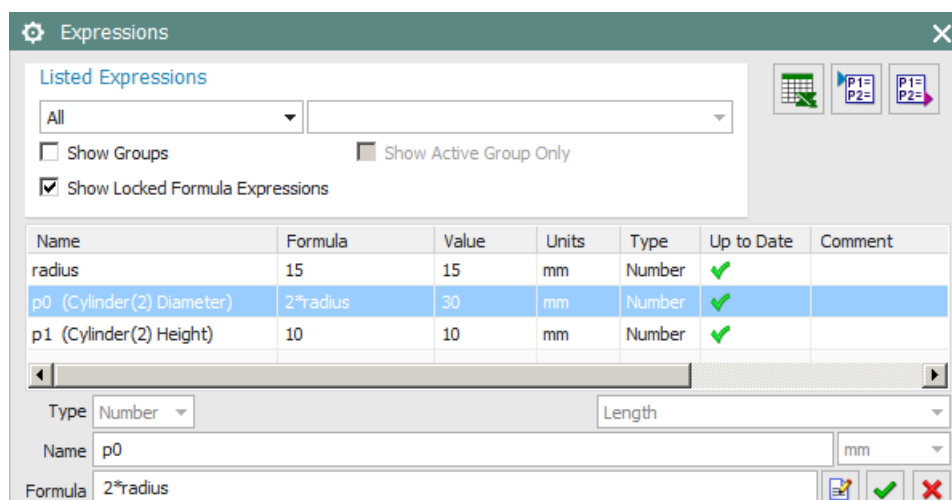 Expressions
Listed Expressions
All
Show Groups
Show Active Group Only
Show Locked Formula Expressions
P1=
P2=
P1=
P2=
Name Formula Value Units Type Up to Date Comment
radius 15 15 mm Number
p0 (Cylinder(2) Diameter) 2*radius 30 mm Number
p1 (Cylinder(2) Height) 10 10 mm Number
Type Number Length
Name p0 mm
Formula 2*radius